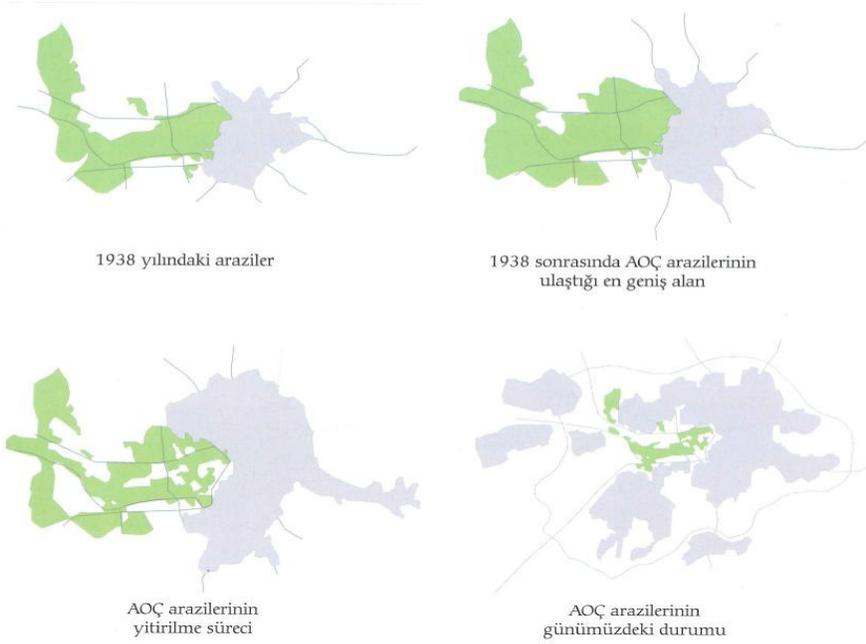 1938 yılındaki araziler
1938 sonrasında AOÇ arazilerinin
ulaştığı en geniş alan
AOÇ arazilerinin
yitirilme süreci
AOÇ arazilerinin
günümüzdeki durumu